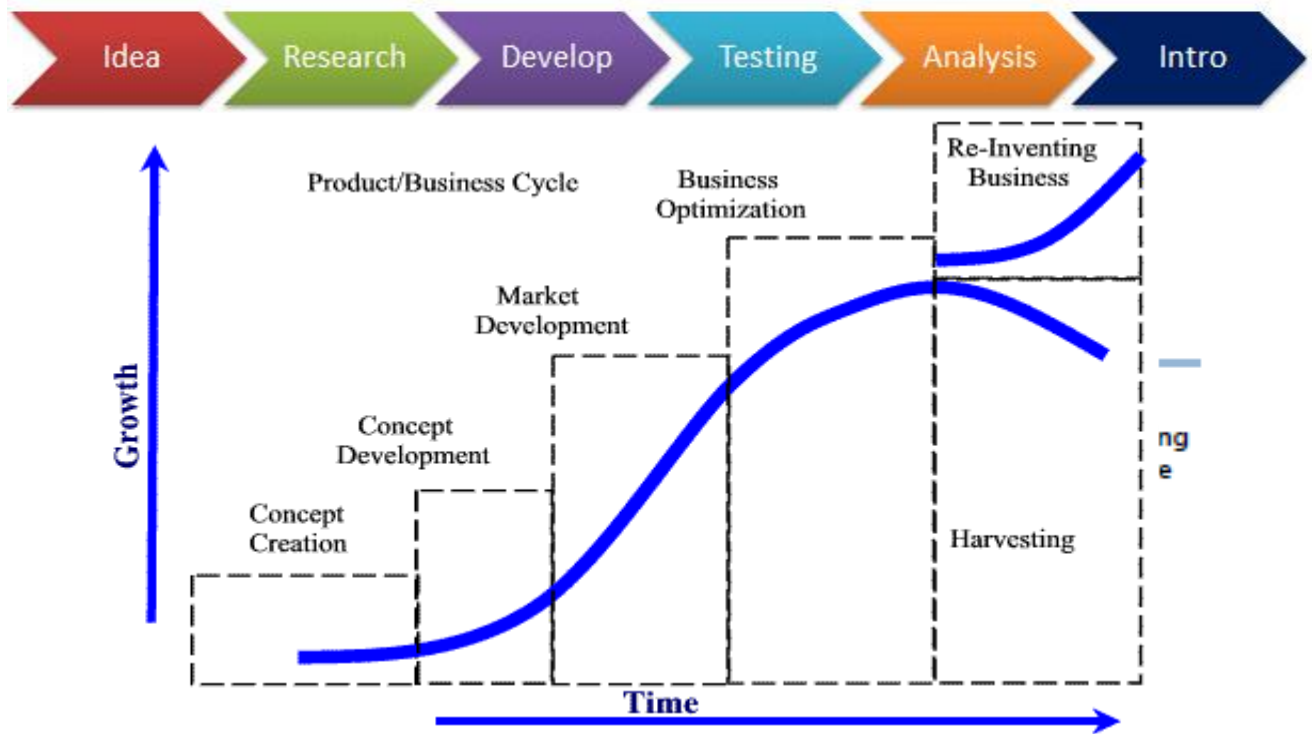 Idea
Research
Develop
Testing
Analysis
Intro
Product/Business Cycle
Business
Optimization
Re-Inventing
Business
Market
Development
Concept
Development
Concept
Creation
Growth
Harvesting
ng
e
Time